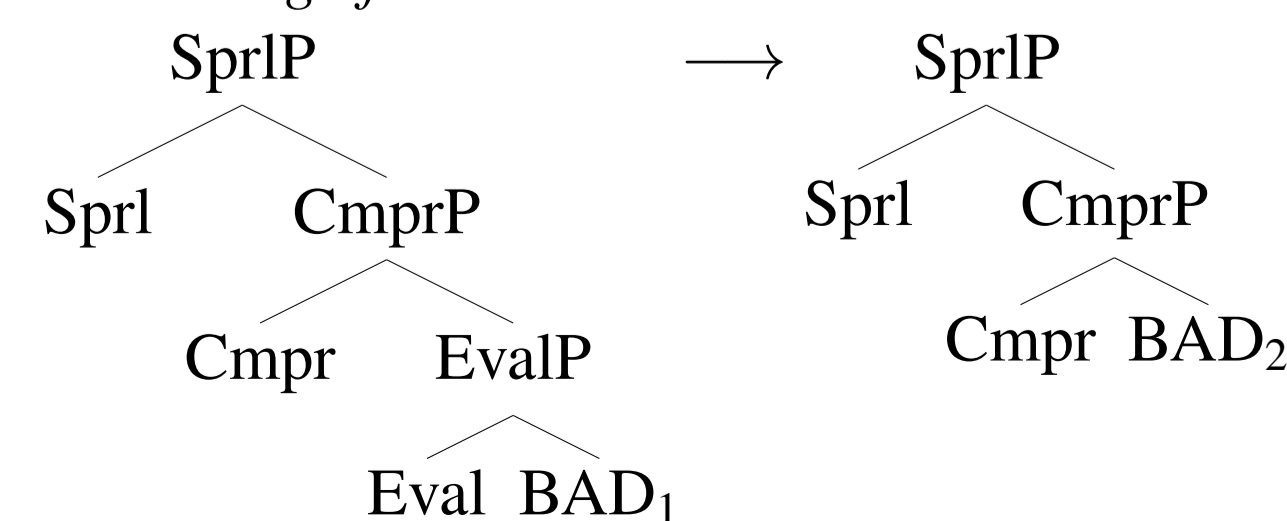 SprlP ⟶ SprlP
Sprl CmprP Sprl CmprP
Cmpr EvalP Cmpr BAD₂
Eval BAD₁